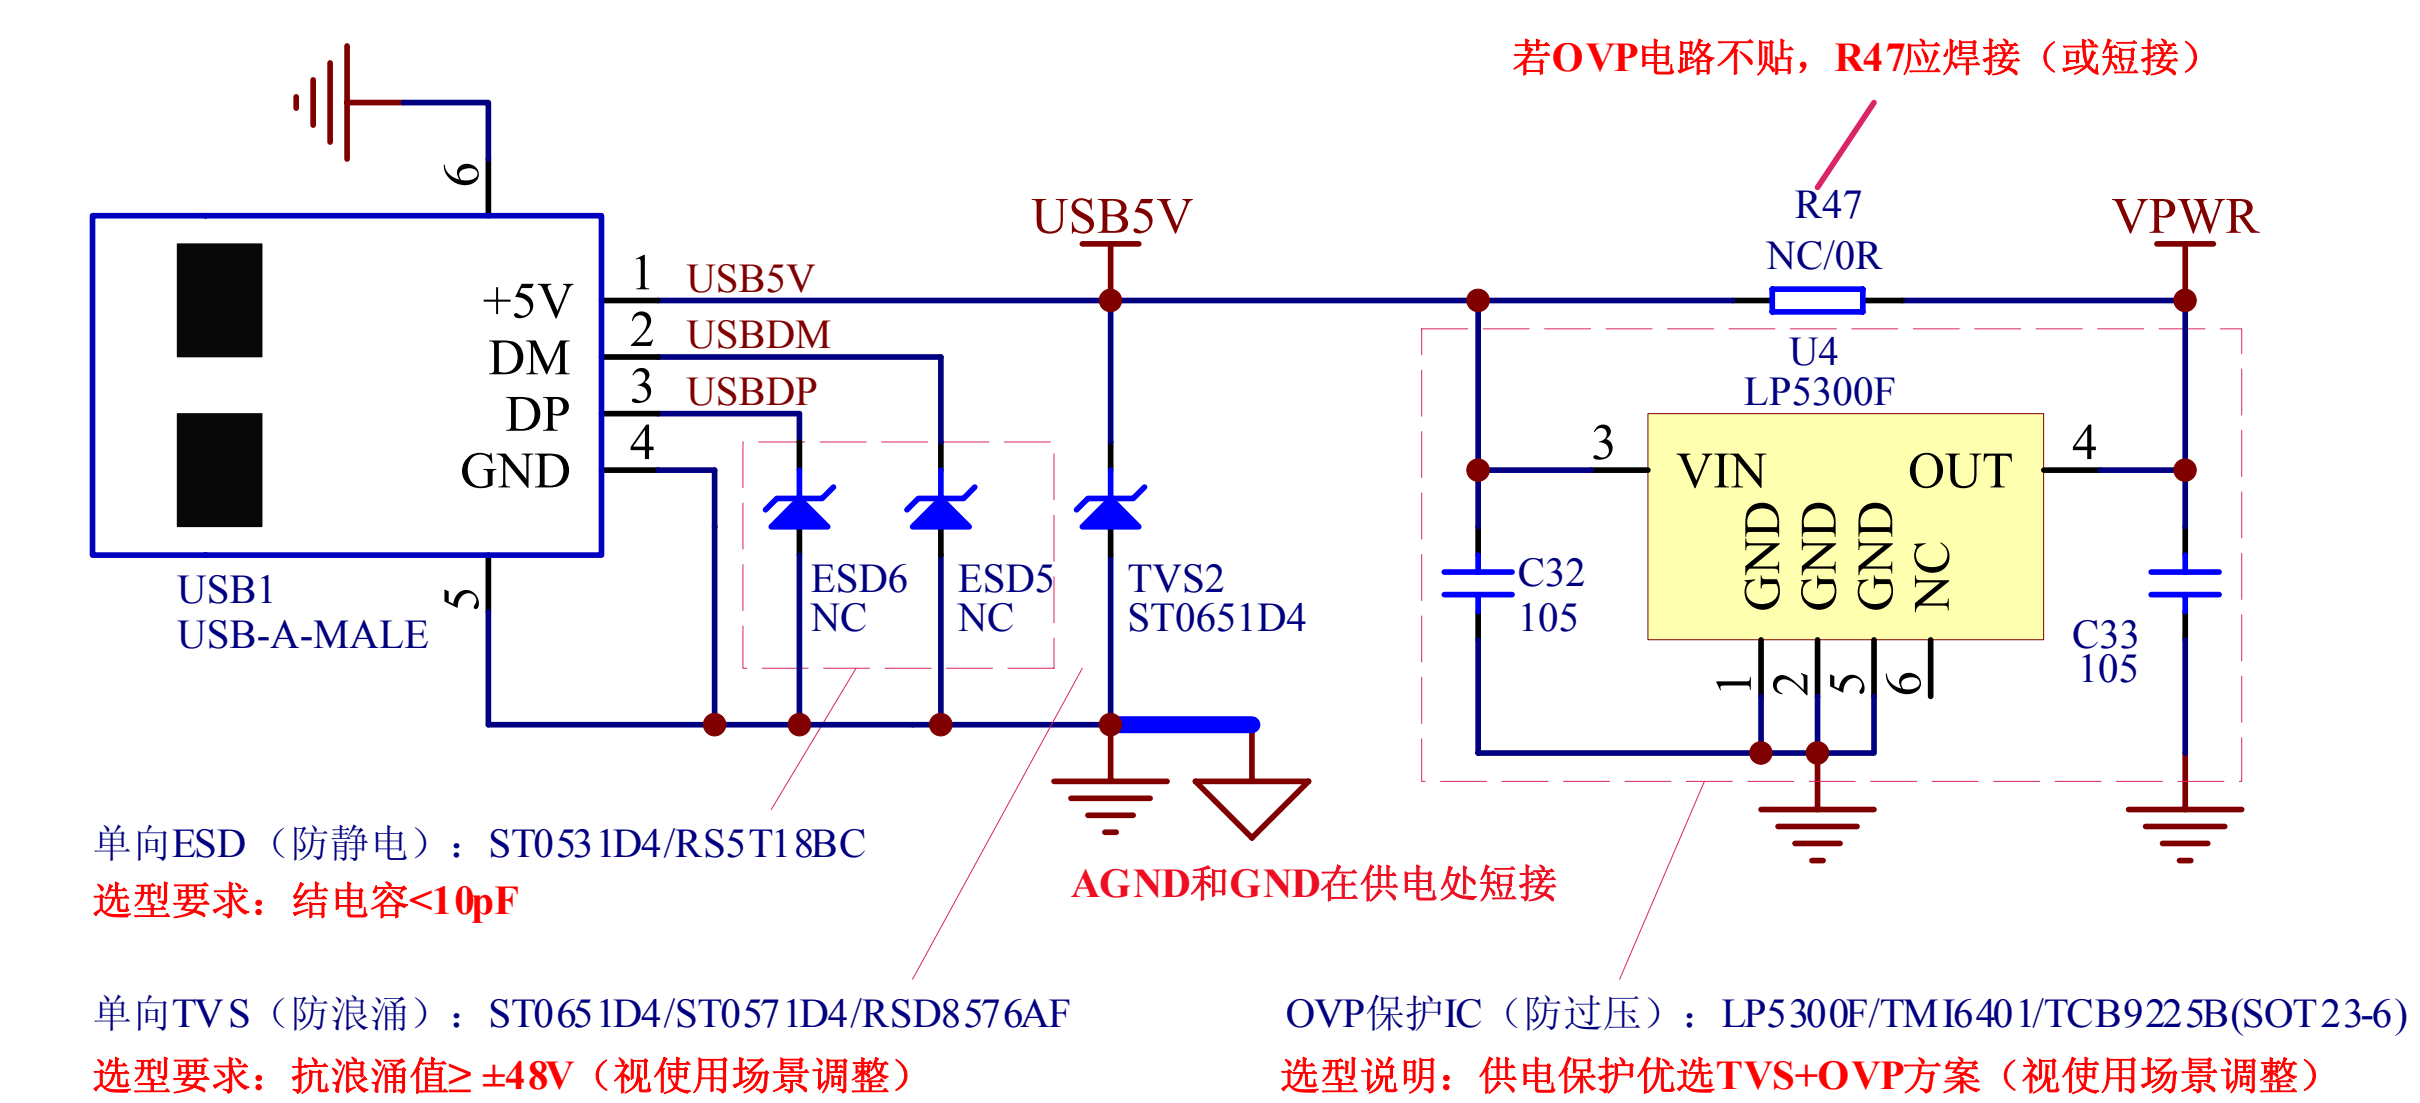 若OVP电路不贴，R47应焊接（或短接）
6
R47
USB5V
VPWR
NC/0R
1
USB5V
+5V
2
USBDM
DM
3
USBDP
DP
4
GND
U4
LP5300F
3
VIN
OUT
4
GND
GND
GND
NC
1
2
5
6
C32
105
C33
105
ESD6
NC
ESD5
NC
TVS2
ST0651D4
USB1
USB-A-MALE
5
单向ESD（防静电）：ST0531D4/RS5T18BC
选型要求：结电容<10pF
AGND和GND在供电处短接
单向TVS（防浪涌）：ST0651D4/ST0571D4/RSD8576AF
选型要求：抗浪涌值≥ ±48V（视使用场景调整）
OVP保护IC（防过压）：LP5300F/TMI6401/TCB9225B(SOT23-6)
选型说明：供电保护优选TVS+OVP方案（视使用场景调整）